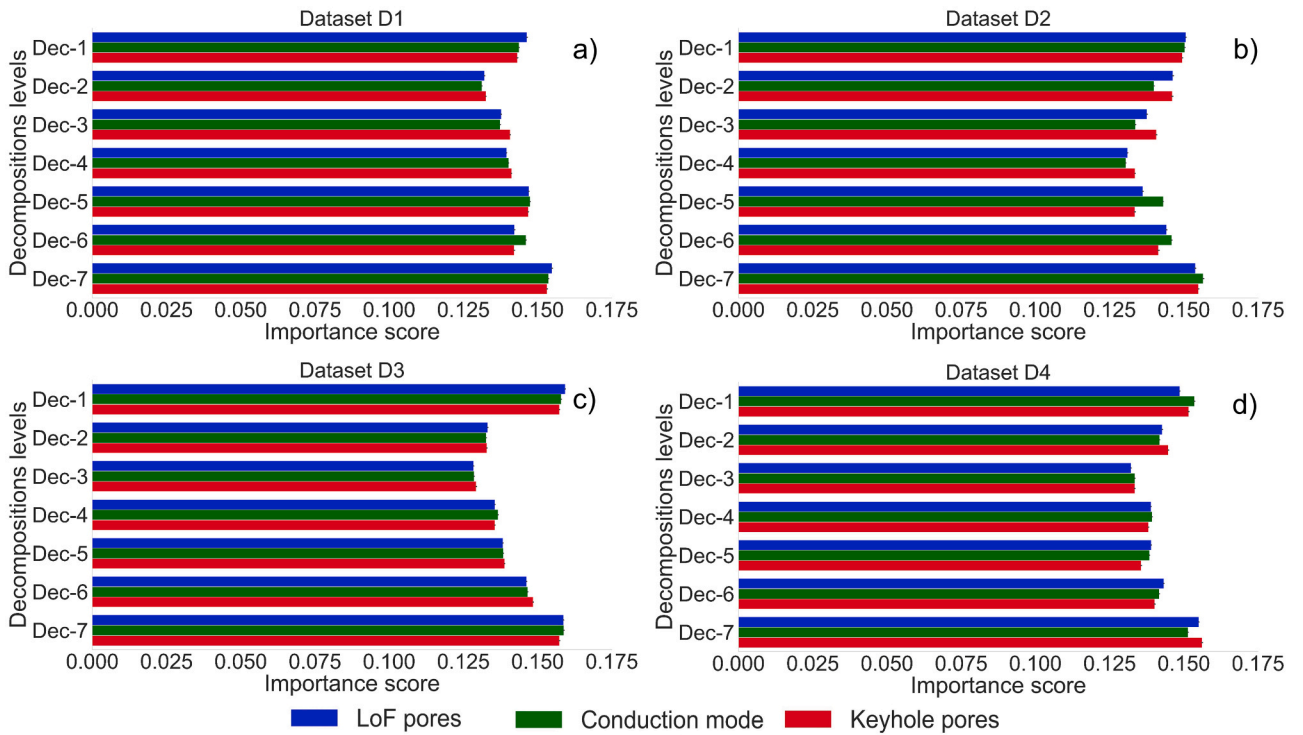 Dataset D1
a)
Decompositions levels
Dec-1
Dec-2
Dec-3
Dec-4
Dec-5
Dec-6
Dec-7
0.000 0.025 0.050 0.075 0.100 0.125 0.150 0.175
Importance score
Dataset D2
b)
Decompositions levels
Dec-1
Dec-2
Dec-3
Dec-4
Dec-5
Dec-6
Dec-7
0.000 0.025 0.050 0.075 0.100 0.125 0.150 0.175
Importance score
Dataset D3
c)
Decompositions levels
Dec-1
Dec-2
Dec-3
Dec-4
Dec-5
Dec-6
Dec-7
0.000 0.025 0.050 0.075 0.100 0.125 0.150 0.175
Importance score
Dataset D4
d)
Decompositions levels
Dec-1
Dec-2
Dec-3
Dec-4
Dec-5
Dec-6
Dec-7
0.000 0.025 0.050 0.075 0.100 0.125 0.150 0.175
Importance score
LoF pores Conduction mode Keyhole pores